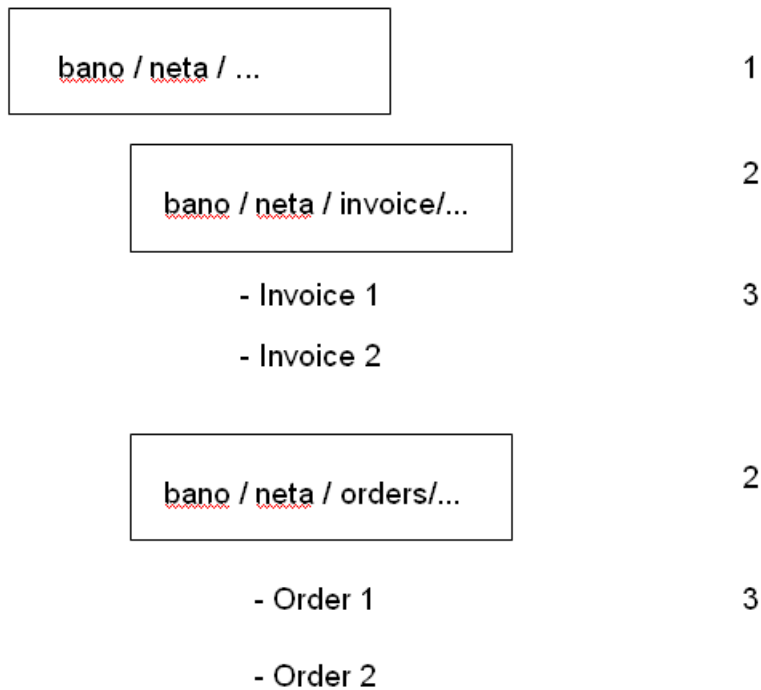 bano / neta / ... 1
2
bano / neta / invoice/...
- Invoice 1 3
- Invoice 2
2
bano / neta / orders/...
- Order 1 3
- Order 2